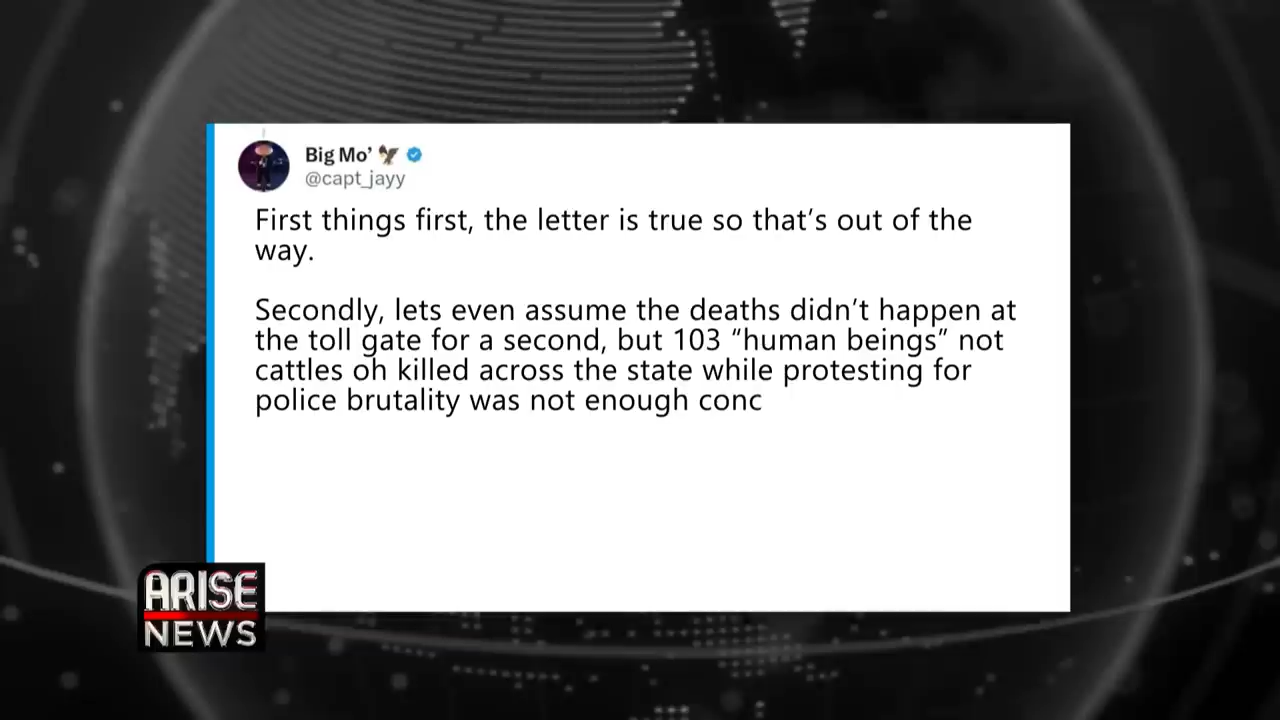 Big Mo’ 🦅
@capt_jayy
First things first, the letter is true so that’s out of the
way.
Secondly, lets even assume the deaths didn’t happen at
the toll gate for a second, but 103 “human beings” not
cattles oh killed across the state while protesting for
police brutality was not enough conc
ARISE
NEWS